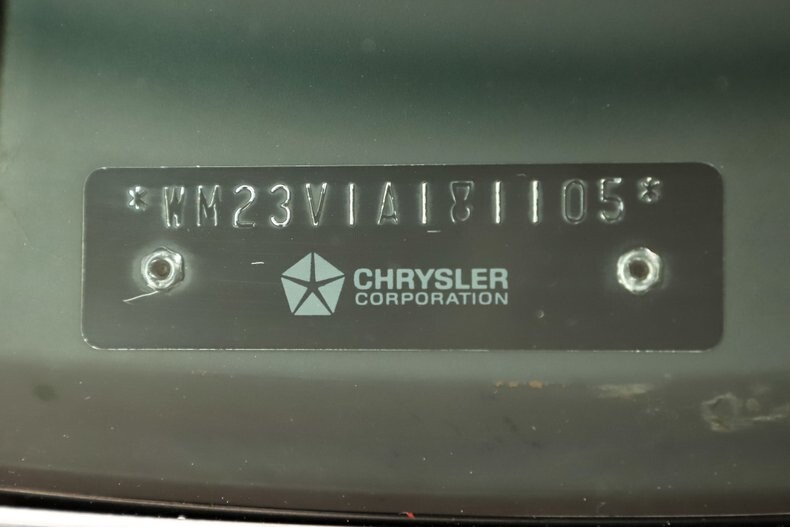 *WM23V1A181105*
CHRYSLER
CORPORATION